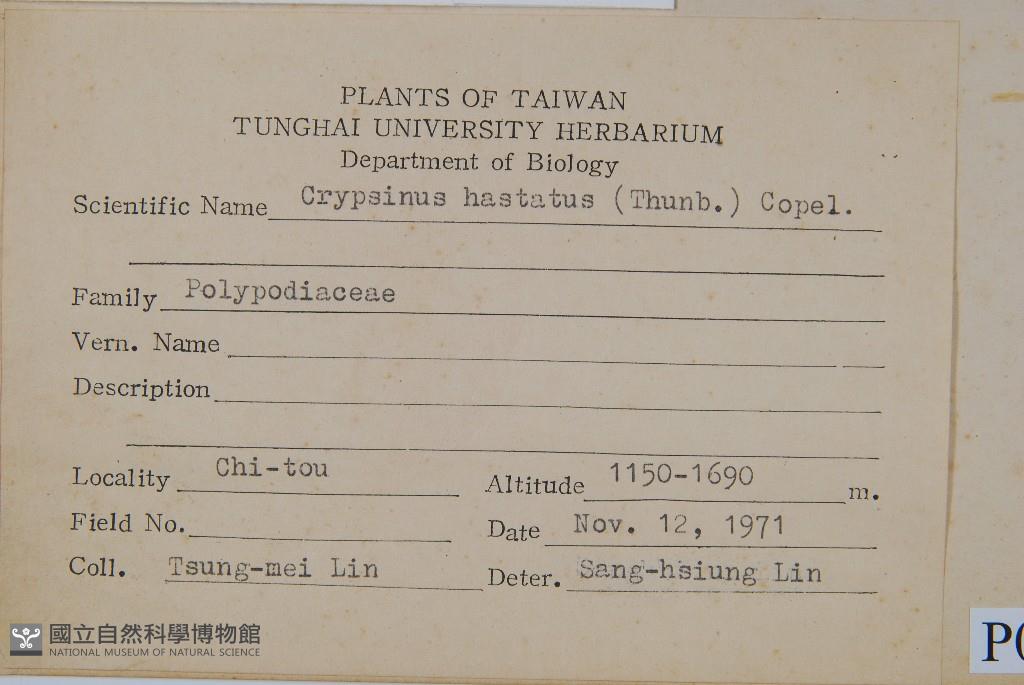 PLANTS OF TAIWAN
TUNGHAI UNIVERSITY HERBARIUM
Department of Biology
Scientific Name Crypsinus hastatus (Thunb.) Copel.
Family Polypodiaceae
Vern. Name
Description
Locality Chi-tou Altitude 1150-1690 m.
Field No. Date Nov. 12, 1971
Coll. Tsung-mei Lin Deter. Sang-hsiung Lin
國立自然科學博物館
NATIONAL MUSEUM OF NATURAL SCIENCE